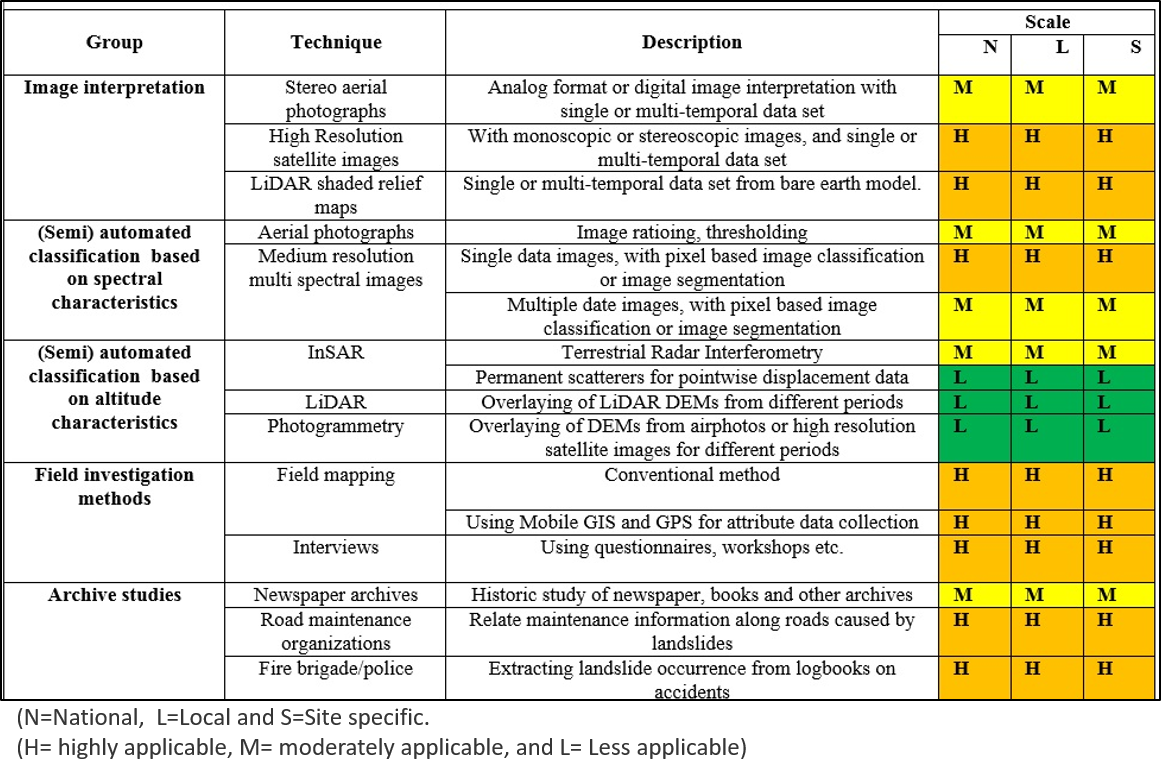 Group Technique Description Scale
N L S
Image interpretation Stereo aerial Analog format or digital image interpretation with M M M
photographs single or multi-temporal data set
High Resolution With monoscopic or stereoscopic images, and single or H H H
satellite images multi-temporal data set
LiDAR shaded relief Single or multi-temporal data set from bare earth model. H H H
maps
(Semi) automated Aerial photographs Image ratioing, thresholding M M M
classification based Medium resolution Single data images, with pixel based image classification H H H
on spectral multi spectral images or image segmentation
characteristics Multiple date images, with pixel based image M M M
classification or image segmentation
(Semi) automated InSAR Terrestrial Radar Interferometry M M M
classification based Permanent scatterers for pointwise displacement data L L L
on altitude LiDAR Overlaying of LiDAR DEMs from different periods L L L
characteristics Photogrammetry Overlaying of DEMs from airphotos or high resolution L L L
satellite images for different periods
Field investigation Field mapping Conventional method H H H
methods
Using Mobile GIS and GPS for attribute data collection H H H
Interviews Using questionnaires, workshops etc. H H H
Archive studies Newspaper archives Historic study of newspaper, books and other archives M M M
Road maintenance Relate maintenance information along roads caused by H H H
organizations landslides
Fire brigade/police Extracting landslide occurrence from logbooks on H H H
accidents
(N=National, L=Local and S=Site specific.
(H= highly applicable, M= moderately applicable, and L= Less applicable)